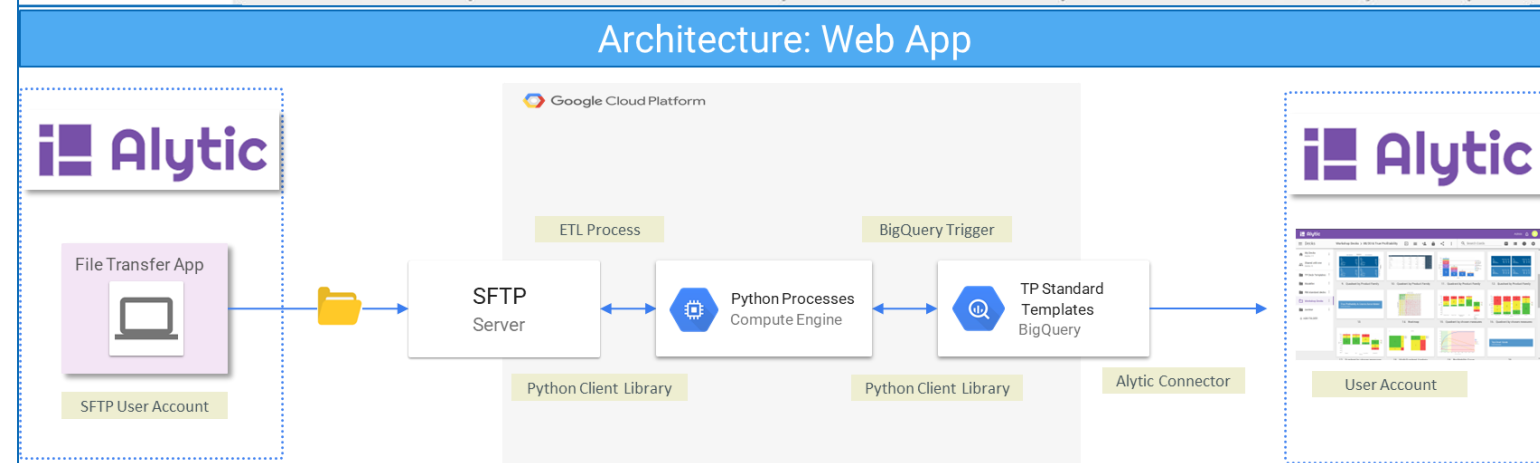 Architecture: Web App
Google Cloud Platform
Alytic
Alytic
ETL Process
BigQuery Trigger
File Transfer App
SFTP
Server
Python Processes
Compute Engine
TP Standard
Templates
BigQuery
Python Client Library
Python Client Library
Alytic Connector
User Account
SFTP User Account